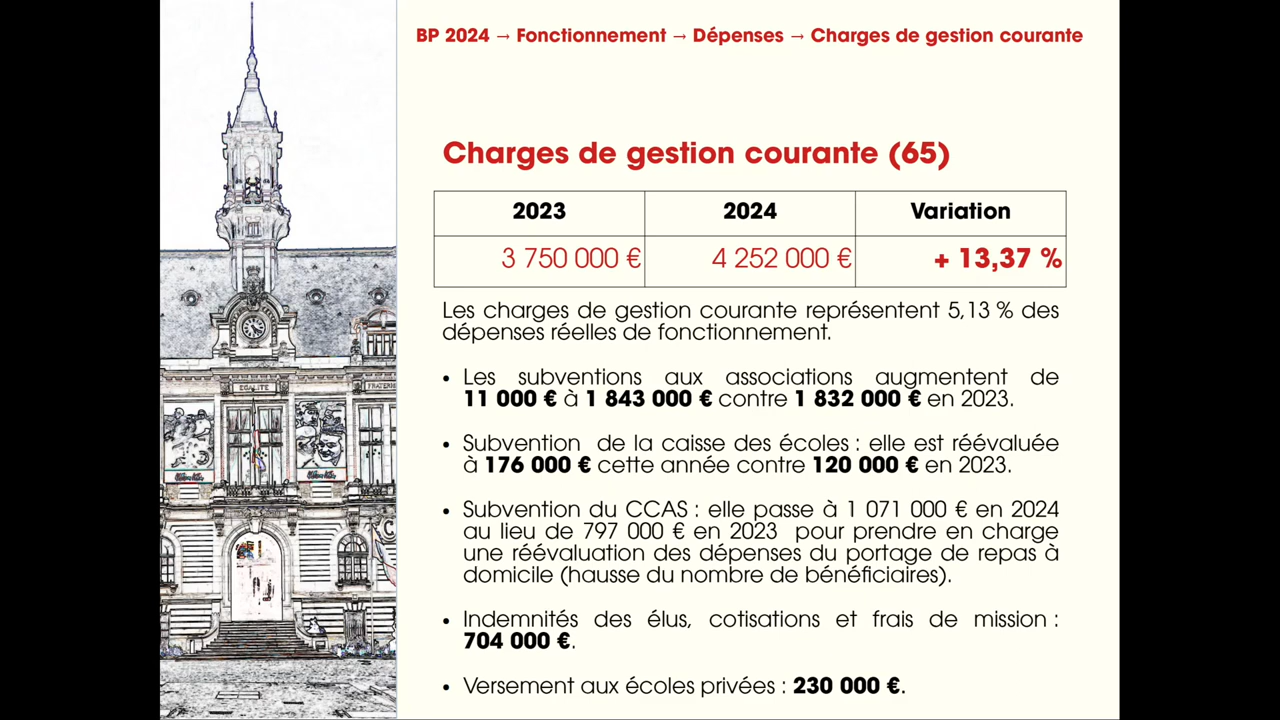 BP 2024 → Fonctionnement → Dépenses → Charges de gestion courante
Charges de gestion courante (65)
2023 2024 Variation
3 750 000 € 4 252 000 € + 13,37 %
Les charges de gestion courante représentent 5,13 % des
dépenses réelles de fonctionnement.
• Les subventions aux associations augmentent de
11 000 € à 1 843 000 € contre 1 832 000 € en 2023.
• Subvention de la caisse des écoles : elle est réévaluée
à 176 000 € cette année contre 120 000 € en 2023.
• Subvention du CCAS : elle passe à 1 071 000 € en 2024
au lieu de 797 000 € en 2023 pour prendre en charge
une réévaluation des dépenses du portage de repas à
domicile (hausse du nombre de bénéficiaires).
• Indemnités des élus, cotisations et frais de mission :
704 000 €.
• Versement aux écoles privées : 230 000 €.
EGALITE